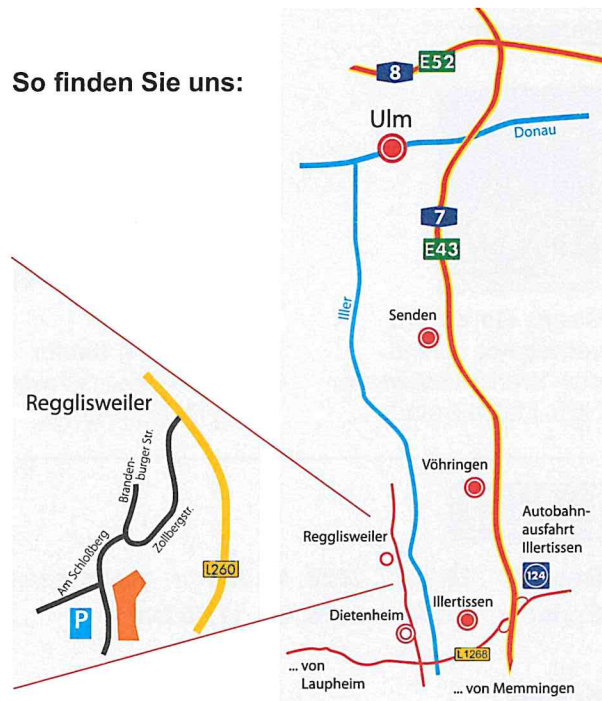 So finden Sie uns:
8
E52
Ulm
Donau
7
E43
Iller
Senden
Regglisweiler
Branden-
burger Str.
Zollbergstr.
Am Schloßberg
L260
P
Vöhringen
Autobahn-
ausfahrt
Illertissen
124
Regglisweiler
Dietenheim
Illertissen
L1268
... von
Laupheim
... von Memmingen